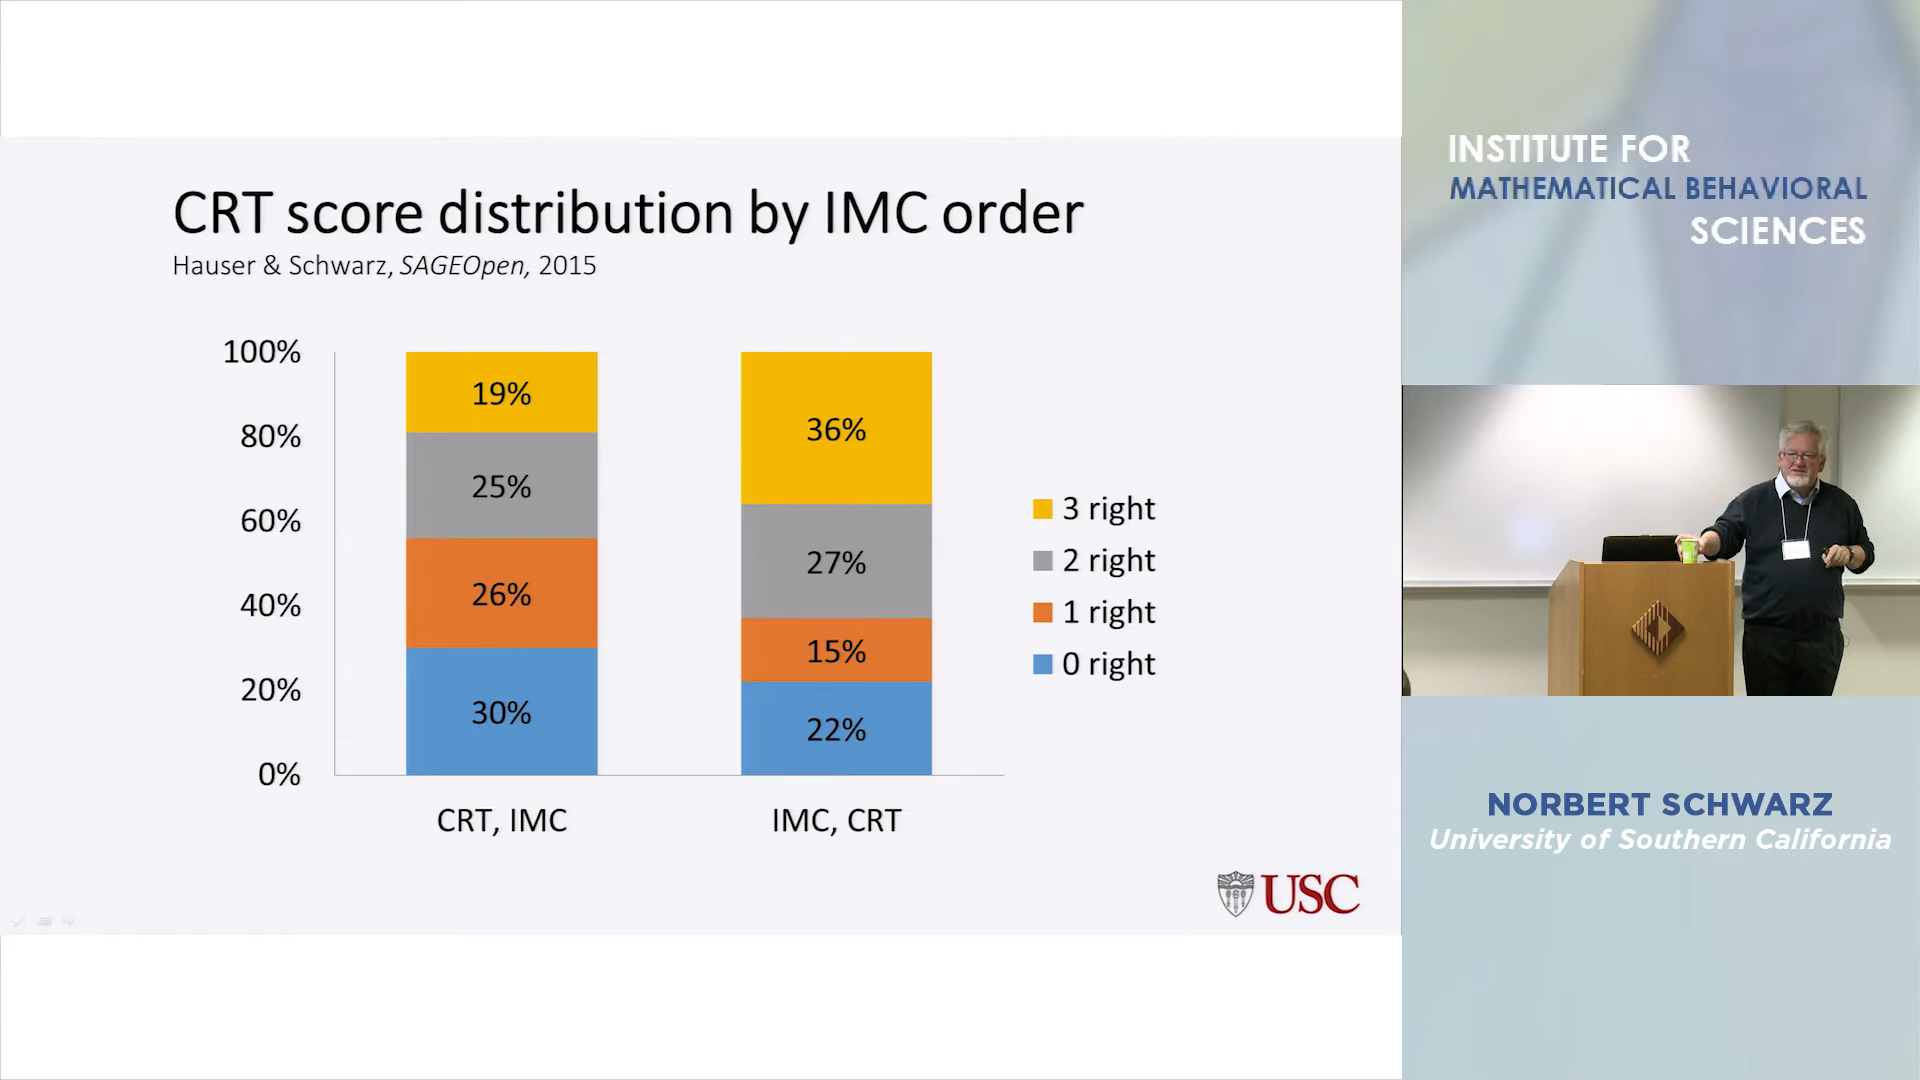 CRT score distribution by IMC order
Hauser & Schwarz, SAGEOpen, 2015
100%
80%
60%
40%
20%
0%
19%
25%
26%
30%
36%
27%
15%
22%
CRT, IMC
IMC, CRT
3 right
2 right
1 right
0 right
USC
INSTITUTE FOR
MATHEMATICAL BEHAVIORAL
SCIENCES
NORBERT SCHWARZ
University of Southern California